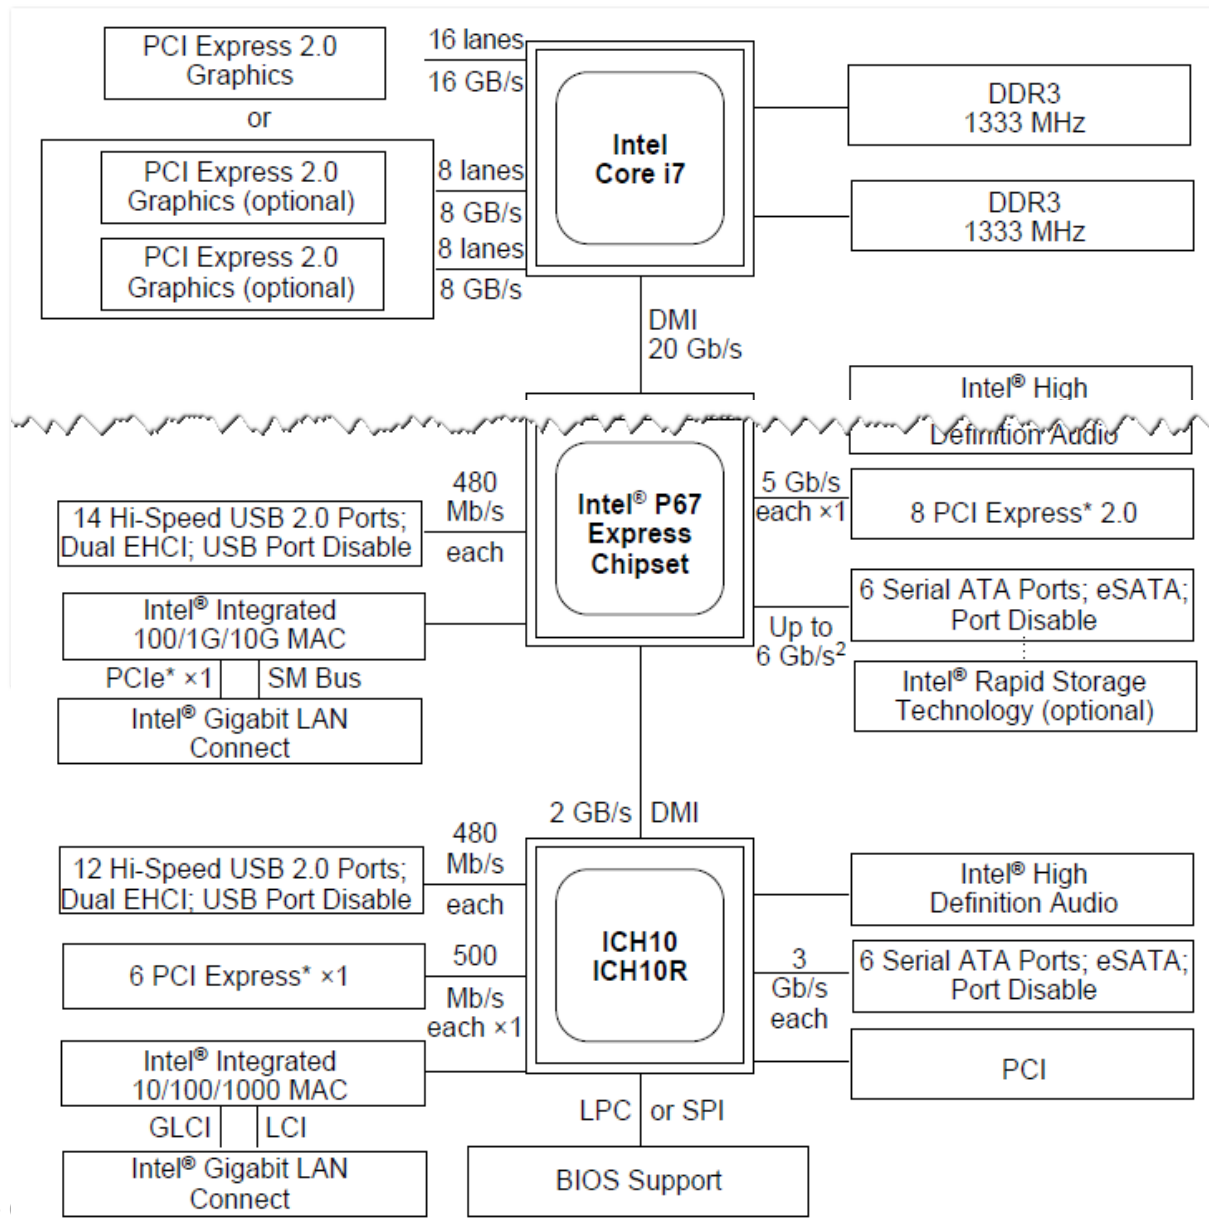 PCI Express 2.0
Graphics
or
PCI Express 2.0
Graphics (optional)
PCI Express 2.0
Graphics (optional)
16 lanes
16 GB/s
8 lanes
8 GB/s
8 lanes
8 GB/s
Intel
Core i7
DDR3
1333 MHz
DDR3
1333 MHz
DMI
20 Gb/s
Intel® High
Definition Audio
14 Hi-Speed USB 2.0 Ports;
Dual EHCI; USB Port Disable
480
Mb/s
each
Intel® P67
Express
Chipset
5 Gb/s
each ×1
8 PCI Express* 2.0
Intel® Integrated
100/1G/10G MAC
PCIe* ×1
SM Bus
Intel® Gigabit LAN
Connect
Up to
6 Gb/s²
6 Serial ATA Ports; eSATA;
Port Disable
Intel® Rapid Storage
Technology (optional)
2 GB/s
DMI
12 Hi-Speed USB 2.0 Ports;
Dual EHCI; USB Port Disable
480
Mb/s
each
6 PCI Express* ×1
500
Mb/s
each ×1
ICH10
ICH10R
Intel® High
Definition Audio
3
Gb/s
each
6 Serial ATA Ports; eSATA;
Port Disable
PCI
Intel® Integrated
10/100/1000 MAC
GLCI
LCI
Intel® Gigabit LAN
Connect
LPC
or SPI
BIOS Support